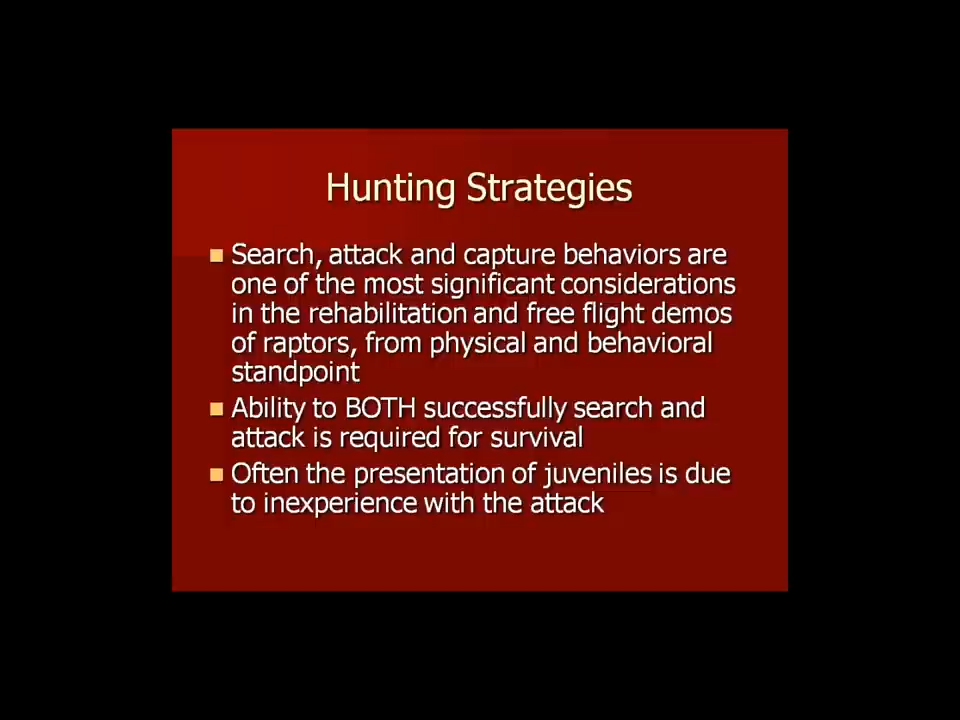 Hunting Strategies
Search, attack and capture behaviors are
one of the most significant considerations
in the rehabilitation and free flight demos
of raptors, from physical and behavioral
standpoint
Ability to BOTH successfully search and
attack is required for survival
Often the presentation of juveniles is due
to inexperience with the attack